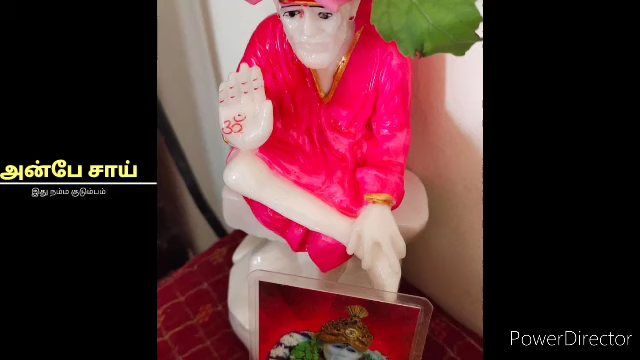 அன்பே சாய்
இது நம்ம குடும்பம்
ॐ
PowerDirector